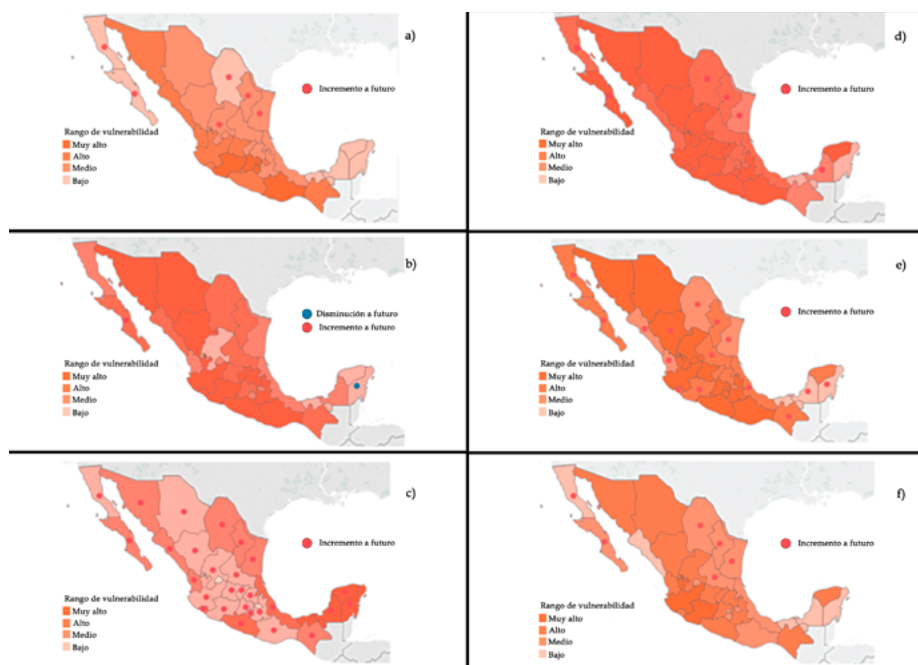 a)
Incremento a futuro
Rango de vulnerabilidad
Muy alto
Alto
Medio
Bajo
d)
Incremento a futuro
Rango de vulnerabilidad
Muy alto
Alto
Medio
Bajo
b)
Disminución a futuro
Incremento a futuro
Rango de vulnerabilidad
Muy alto
Alto
Medio
Bajo
e)
Incremento a futuro
Rango de vulnerabilidad
Muy alto
Alto
Medio
Bajo
c)
Incremento a futuro
Rango de vulnerabilidad
Muy alto
Alto
Medio
Bajo
f)
Incremento a futuro
Rango de vulnerabilidad
Muy alto
Alto
Medio
Bajo